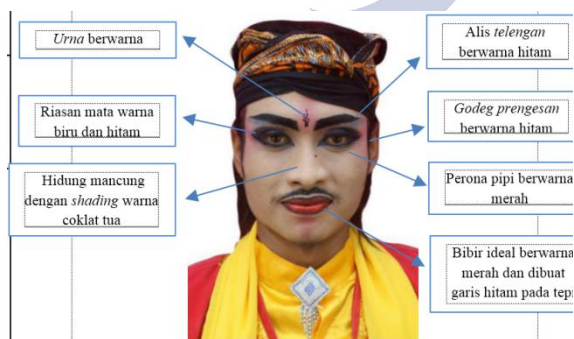 Urna berwarna
Riasan mata warna
biru dan hitam
Hidung mancung
dengan shading warna
coklat tua
Alis telengan
berwarna hitam
Godeg prengesan
berwarna hitam
Perona pipi berwarna
merah
Bibir ideal berwarna
merah dan dibuat
garis hitam pada tepi